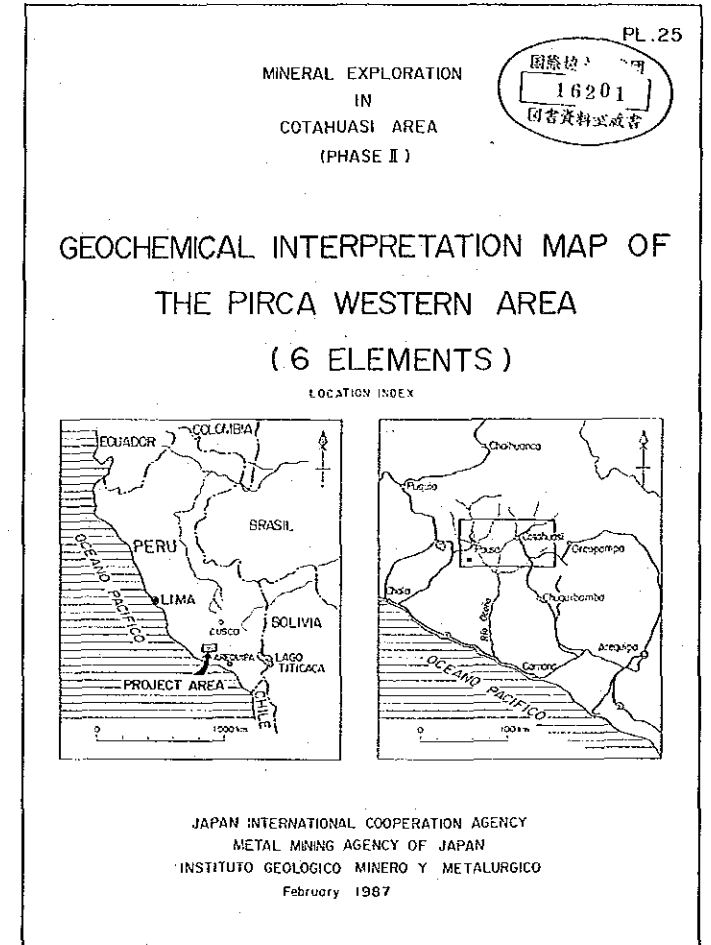 PL.25
国際
16201
図書資料室蔵書
MINERAL EXPLORATION
IN
COTAHUASI AREA
(PHASE II)
GEOCHEMICAL INTERPRETATION MAP OF
THE PIRCA WESTERN AREA
(6 ELEMENTS)
LOCATION INDEX
ECUADOR
COLOMBIA
BRASIL
PERU
OCEANO PACIFICO
LIMA
CUSCO
BOLIVIA
AREQUIPA
LAGO
TITICACA
PROJECT AREA
CHILE
0 1000km
Chalhuanca
Puquio
Cotahuasi
Pausa
Orcopampa
Chala
Chuquibamba
Rio Ocoña
Arequipa
Camana
OCEANO PACIFICO
0 100km
JAPAN INTERNATIONAL COOPERATION AGENCY
METAL MINING AGENCY OF JAPAN
INSTITUTO GEOLOGICO MINERO Y METALURGICO
February 1987